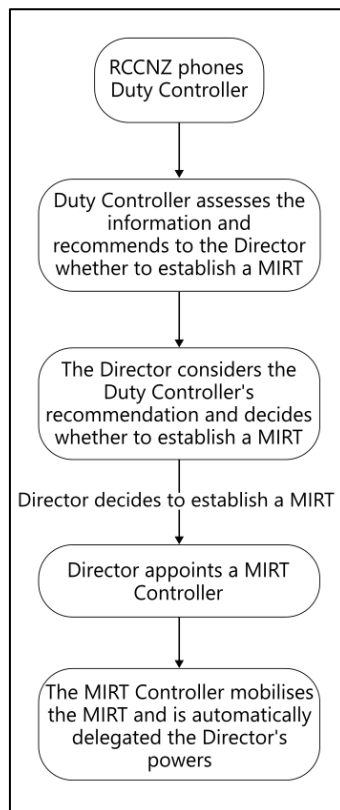 RCCNZ phones
Duty Controller
Duty Controller assesses the
information and
recommends to the Director
whether to establish a MIRT
The Director considers the
Duty Controller's
recommendation and decides
whether to establish a MIRT
Director decides to establish a MIRT
Director appoints a MIRT
Controller
The MIRT Controller mobilises
the MIRT and is automatically
delegated the Director's
powers